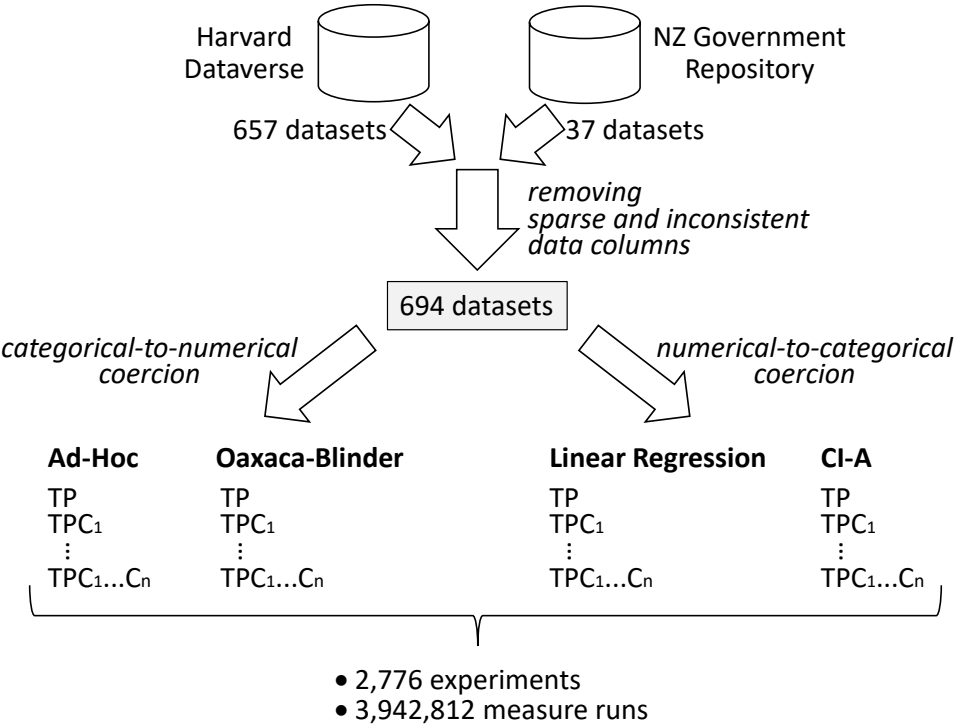 Harvard
Dataverse
NZ Government
Repository
657 datasets
37 datasets
removing
sparse and inconsistent
data columns
694 datasets
categorical-to-numerical
coercion
numerical-to-categorical
coercion
Ad-Hoc
TP
TPC₁
⋮
TPC₁...Cₙ
Oaxaca-Blinder
TP
TPC₁
⋮
TPC₁...Cₙ
Linear Regression
TP
TPC₁
⋮
TPC₁...Cₙ
CI-A
TP
TPC₁
⋮
TPC₁...Cₙ
• 2,776 experiments
• 3,942,812 measure runs